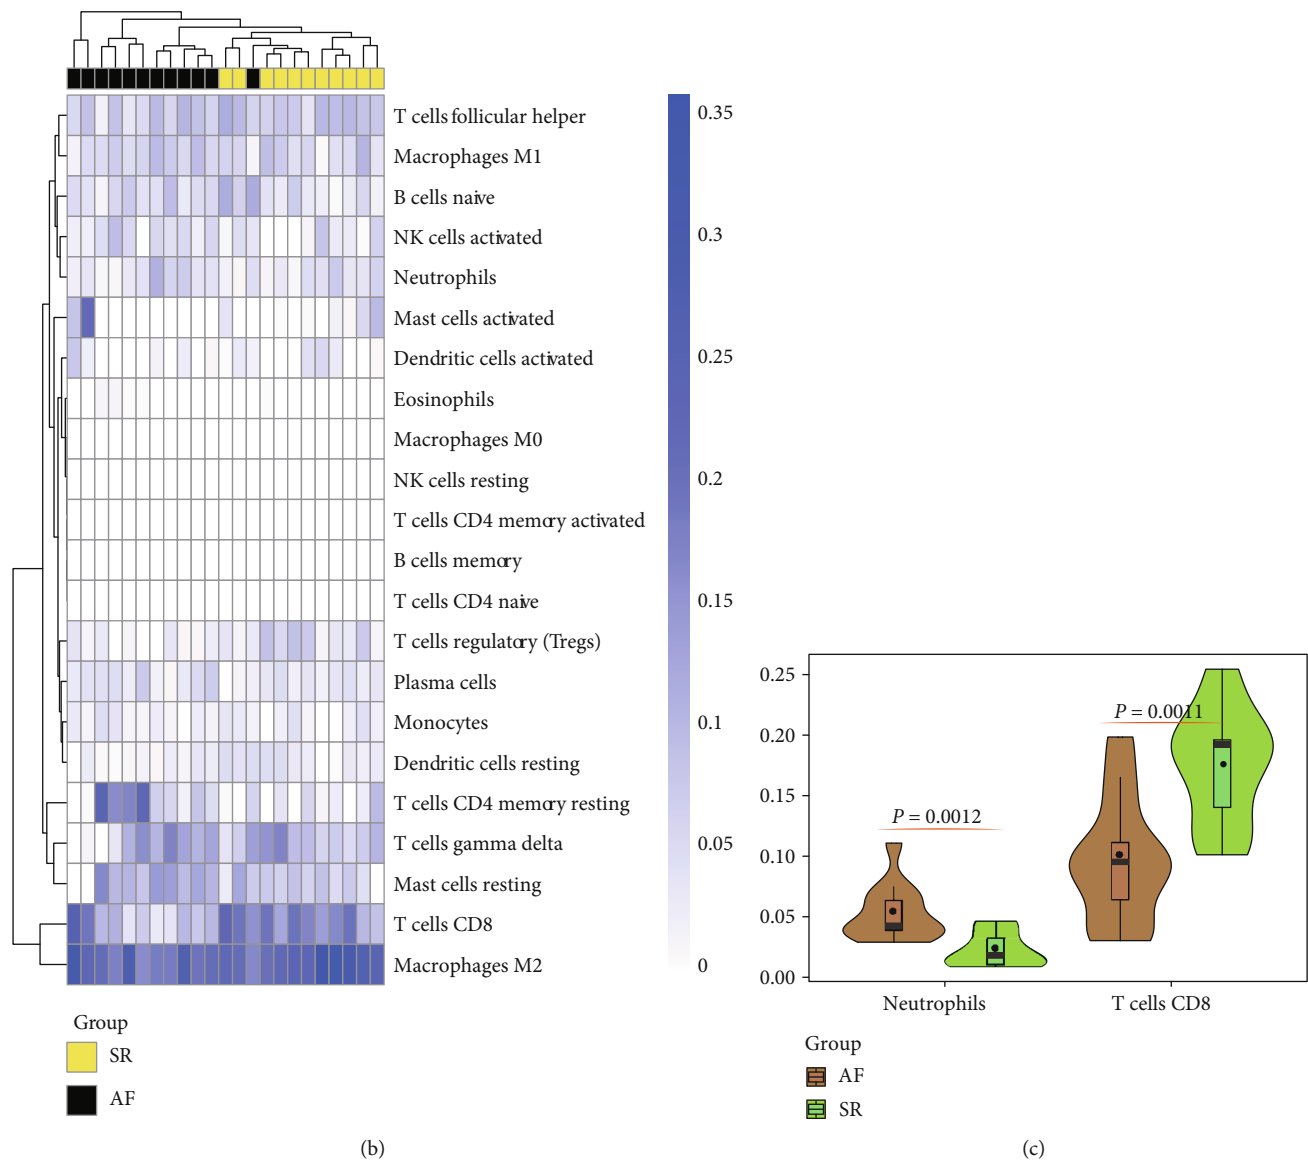 T cells follicular helper
Macrophages M1
B cells naive
NK cells activated
Neutrophils
Mast cells activated
Dendritic cells activated
Eosinophils
Macrophages M0
NK cells resting
T cells CD4 memory activated
B cells memory
T cells CD4 naive
T cells regulatory (Tregs)
Plasma cells
Monocytes
Dendritic cells resting
T cells CD4 memory resting
T cells gamma delta
Mast cells resting
T cells CD8
Macrophages M2
0.35
0.3
0.25
0.2
0.15
0.1
0.05
0
Group
SR
AF
(b)
0.25
0.20
0.15
0.10
0.05
0.00
P = 0.0012
P = 0.0011
Neutrophils
T cells CD8
Group
AF
SR
(c)